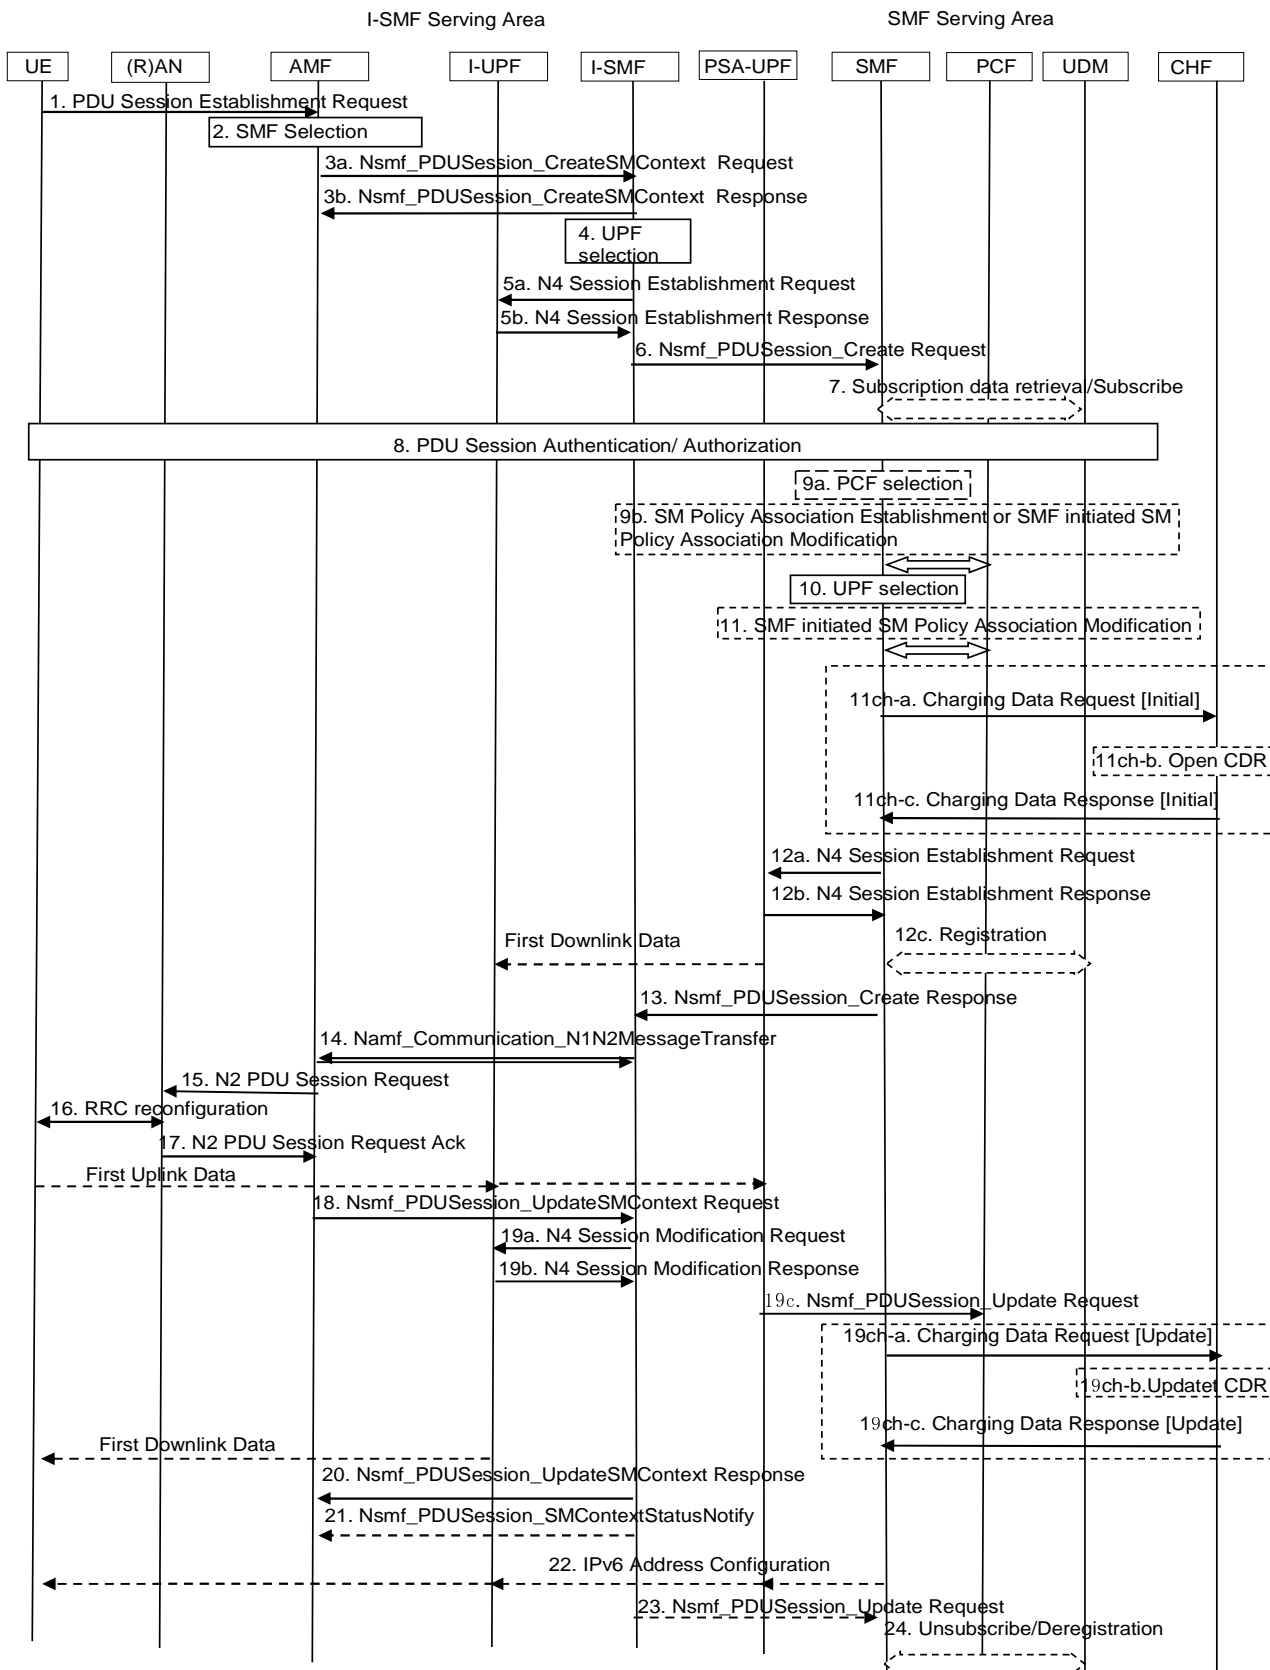 I-SMF Serving Area
SMF Serving Area
UE
(R)AN
AMF
I-UPF
I-SMF
PSA-UPF
SMF
PCF
UDM
CHF
1. PDU Session Establishment Request
2. SMF Selection
3a. Nsmf_PDUSession_CreateSMContext Request
3b. Nsmf_PDUSession_CreateSMContext Response
4. UPF
selection
5a. N4 Session Establishment Request
5b. N4 Session Establishment Response
6. Nsmf_PDUSession_Create Request
7. Subscription data retrieval/Subscribe
8. PDU Session Authentication/ Authorization
9a. PCF selection
9b. SM Policy Association Establishment or SMF initiated SM
Policy Association Modification
10. UPF selection
11. SMF initiated SM Policy Association Modification
11ch-a. Charging Data Request [Initial]
11ch-b. Open CDR
11ch-c. Charging Data Response [Initial]
12a. N4 Session Establishment Request
12b. N4 Session Establishment Response
12c. Registration
First Downlink Data
13. Nsmf_PDUSession_Create Response
14. Namf_Communication_N1N2MessageTransfer
15. N2 PDU Session Request
16. RRC reconfiguration
17. N2 PDU Session Request Ack
First Uplink Data
18. Nsmf_PDUSession_UpdateSMContext Request
19a. N4 Session Modification Request
19b. N4 Session Modification Response
19c. Nsmf_PDUSession_Update Request
19ch-a. Charging Data Request [Update]
19ch-b.Updatet CDR
19ch-c. Charging Data Response [Update]
First Downlink Data
20. Nsmf_PDUSession_UpdateSMContext Response
21. Nsmf_PDUSession_SMContextStatusNotify
22. IPv6 Address Configuration
23. Nsmf_PDUSession_Update Request
24. Unsubscribe/Deregistration